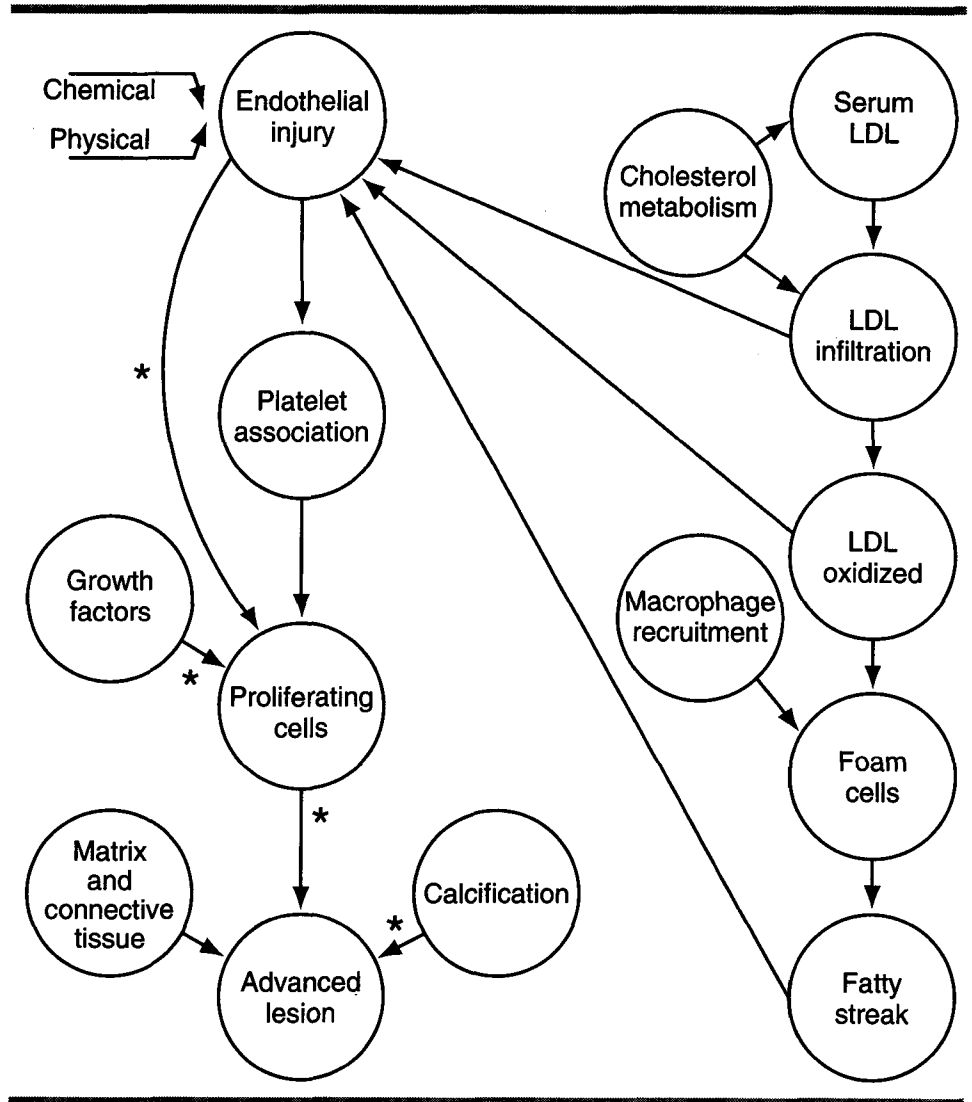 Chemical
Physical
Endothelial
injury
Serum
LDL
Cholesterol
metabolism
LDL
infiltration
*
Platelet
association
LDL
oxidized
Growth
factors
*
Macrophage
recruitment
Proliferating
cells
Foam
cells
*
Matrix
and
connective
tissue
Calcification
*
Advanced
lesion
Fatty
streak